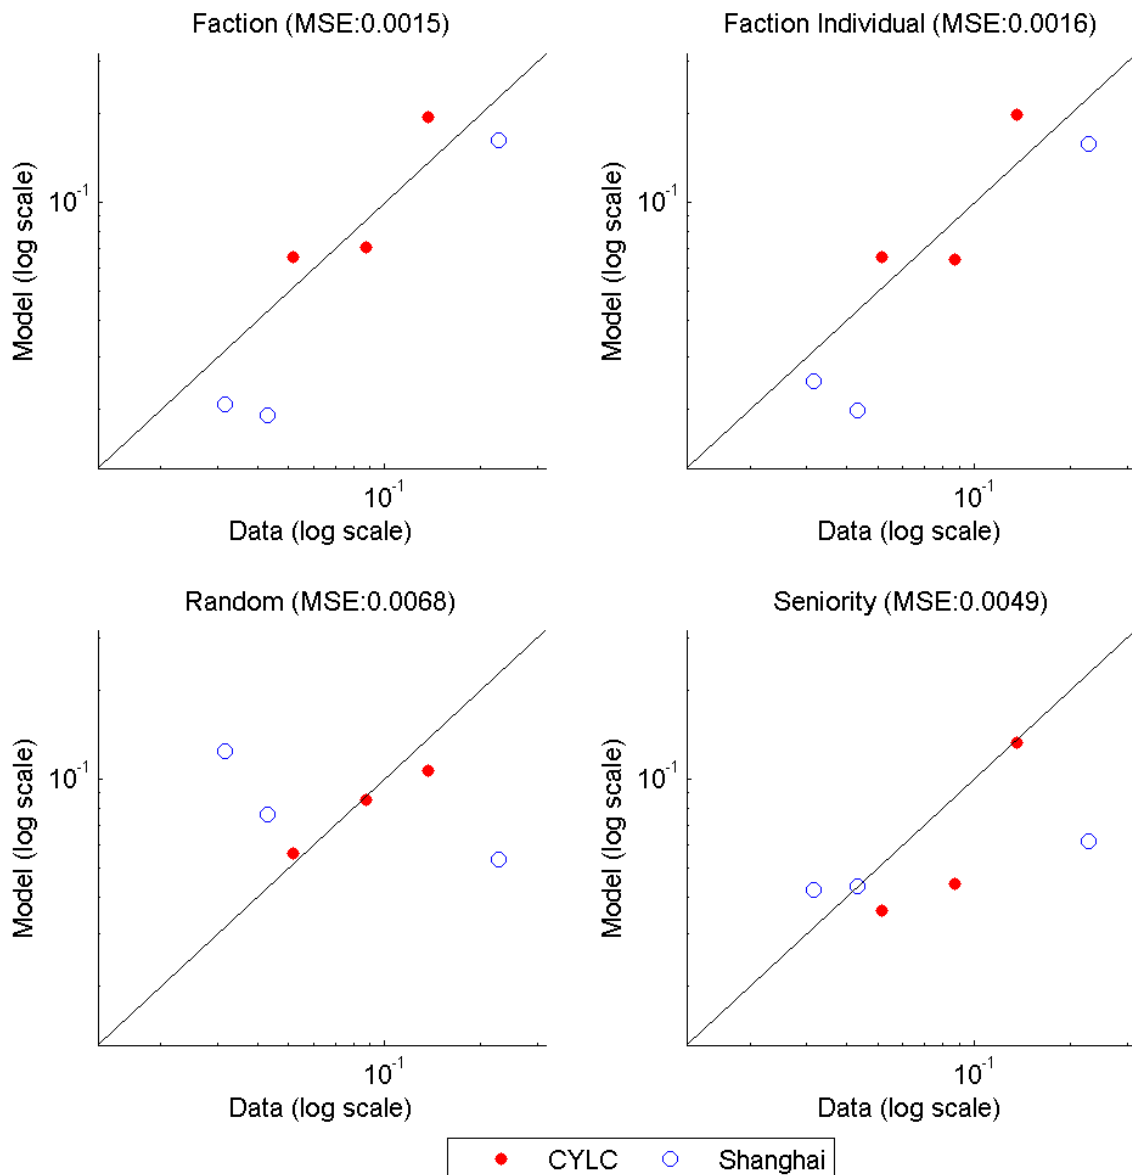 Faction (MSE:0.0015)
Model (log scale)
10^-1
10^-1
Data (log scale)
Faction Individual (MSE:0.0016)
Model (log scale)
10^-1
10^-1
Data (log scale)
Random (MSE:0.0068)
Model (log scale)
10^-1
10^-1
Data (log scale)
Seniority (MSE:0.0049)
Model (log scale)
10^-1
10^-1
Data (log scale)
CYLC Shanghai